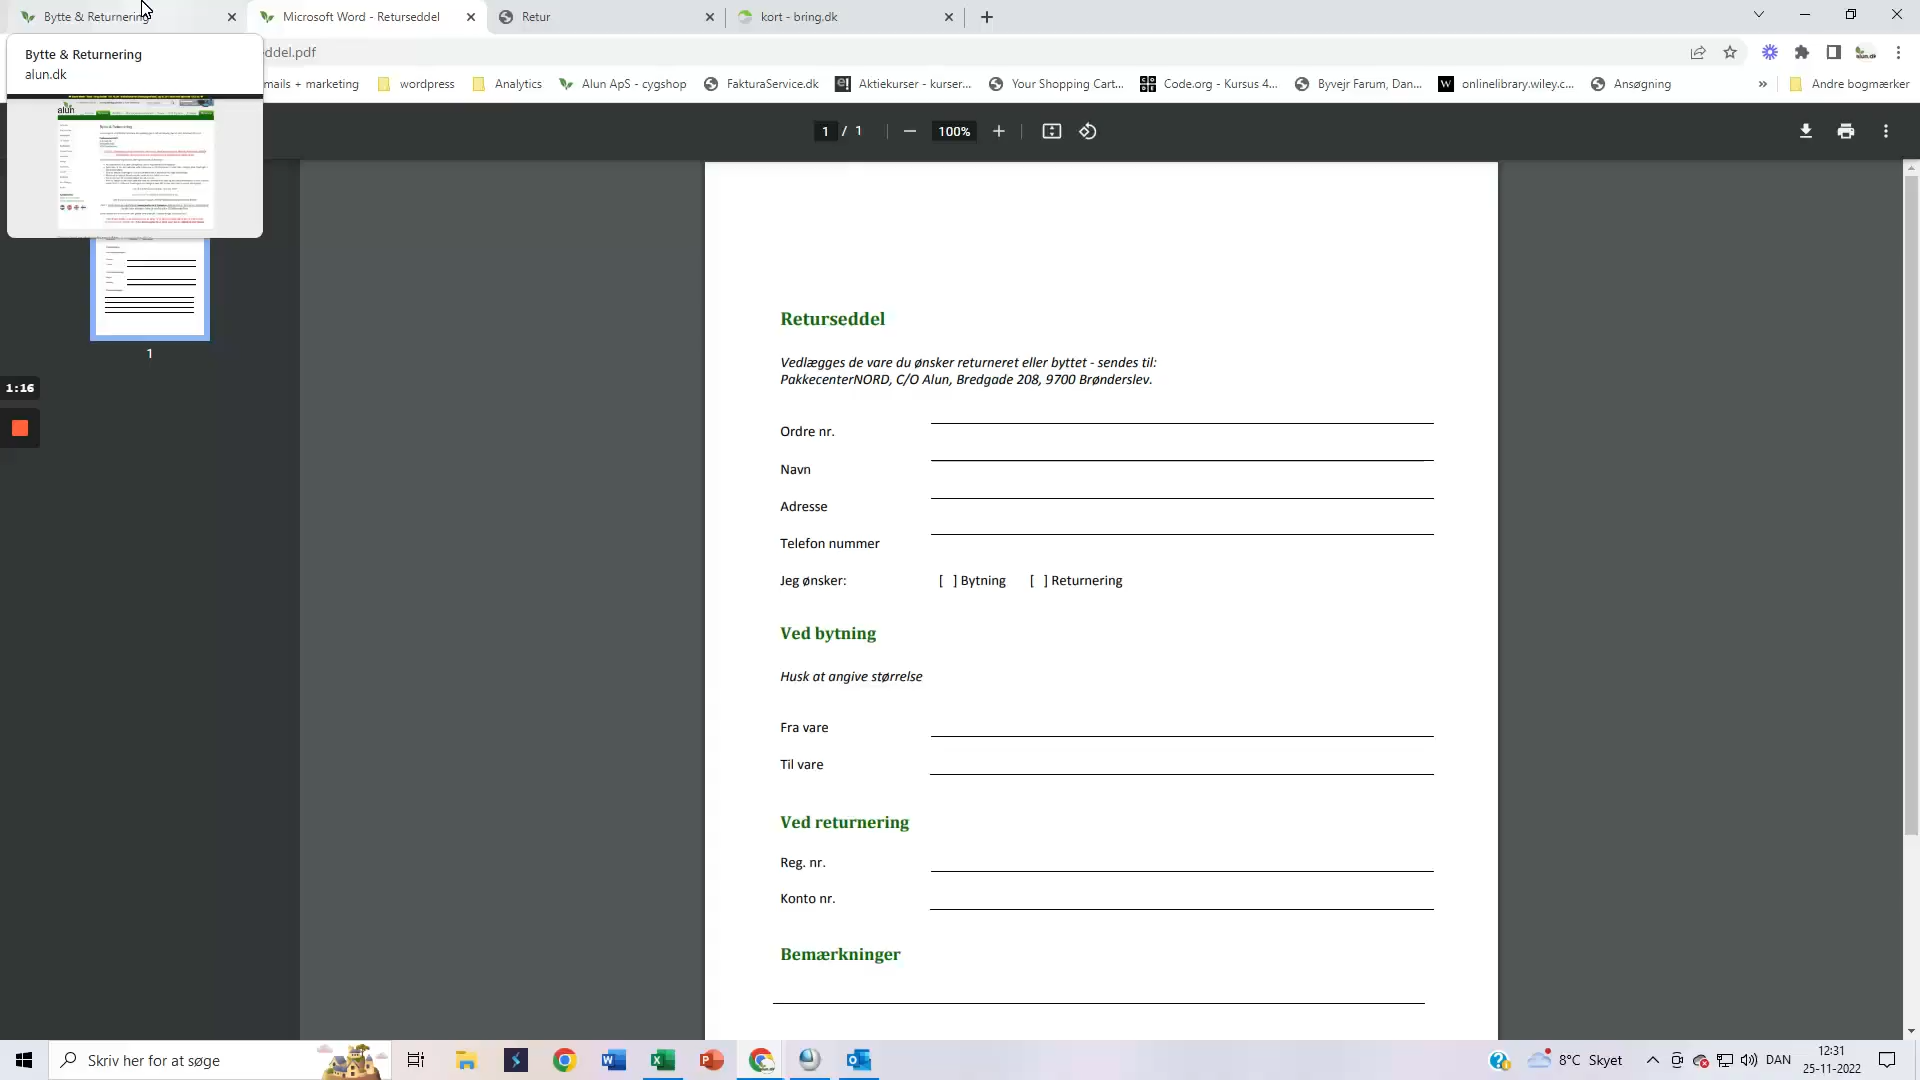 Bytte & Returnering
Microsoft Word - Returseddel
Retur
kort - bring.dk
Bytte & Returnering
alun.dk
eddel.pdf
mails + marketing
wordpress
Analytics
Alun ApS - cygshop
FakturaService.dk
Aktiekurser - kurser...
Your Shopping Cart...
Code.org - Kursus 4...
Byvejr Farum, Dan...
onlinelibrary.wiley.c...
Ansøgning
»
Andre bogmærker
alun
1 / 1
100%
1
1:16
Returseddel
Vedlægges de vare du ønsker returneret eller byttet - sendes til:
PakkecenterNORD, C/O Alun, Bredgade 208, 9700 Brønderslev.
Ordre nr.
Navn
Adresse
Telefon nummer
Jeg ønsker: [ ] Bytning [ ] Returnering
Ved bytning
Husk at angive størrelse
Fra vare
Til vare
Ved returnering
Reg. nr.
Konto nr.
Bemærkninger
Skriv her for at søge
8°C Skyet
DAN
12:31
25-11-2022